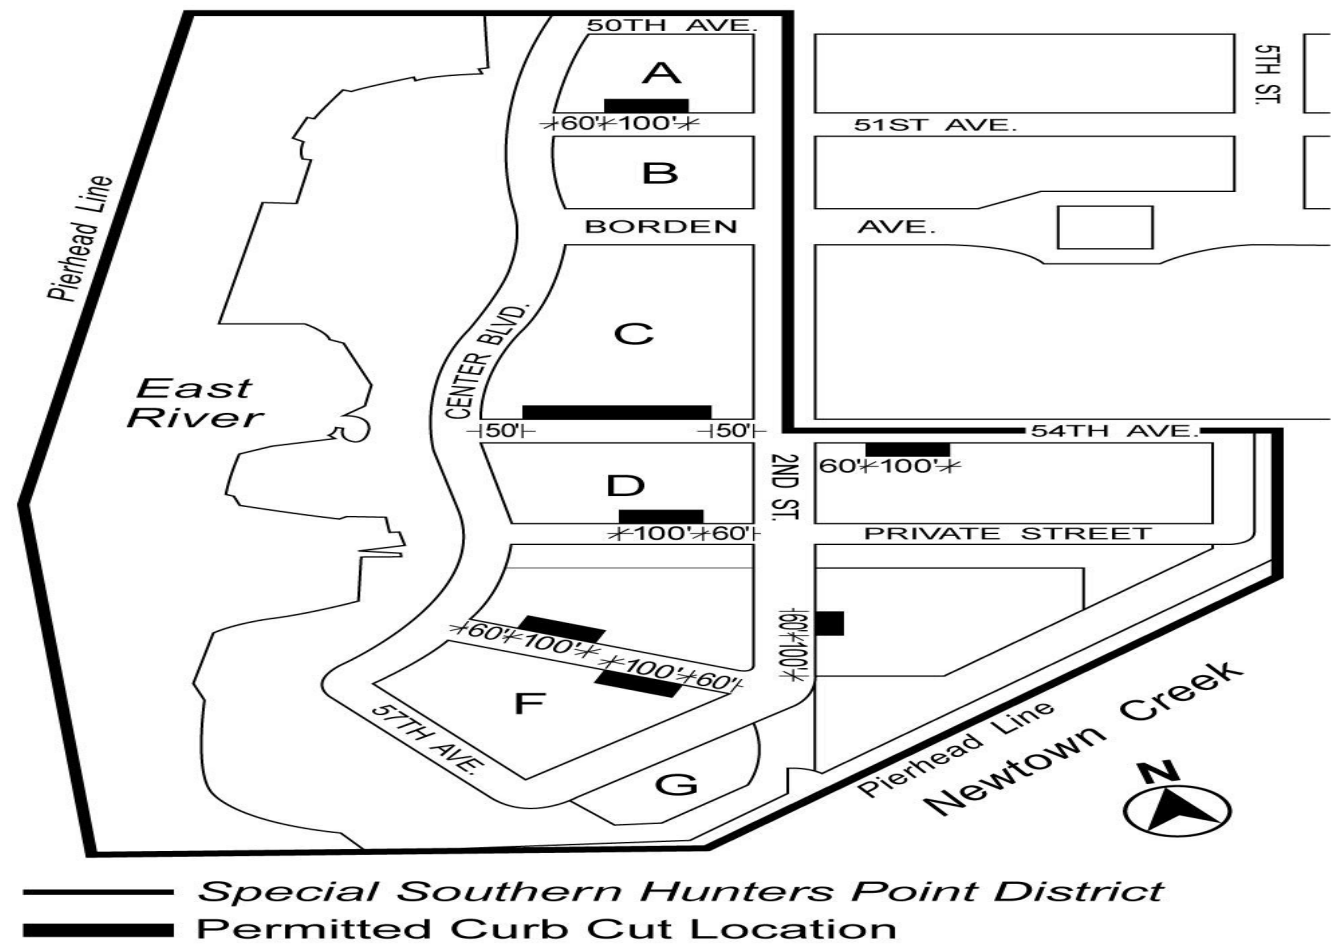 50TH AVE.
A
5TH ST.
60' 100'
51ST AVE.
B
Pierhead Line
BORDEN AVE.
C
CENTER BLVD.
East
River
50' 50'
54TH AVE.
2ND ST.
60' 100'
D
100' 60'
PRIVATE STREET
60' 100'
60' 100'
100' 60'
F
57TH AVE.
G
Pierhead Line
Newtown Creek
N
Special Southern Hunters Point District
Permitted Curb Cut Location